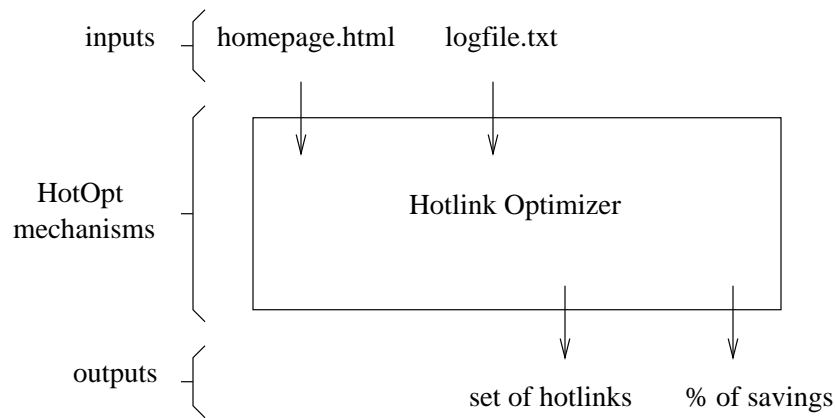 inputs
homepage.html
logfile.txt
HotOpt
mechanisms
Hotlink Optimizer
outputs
set of hotlinks
% of savings